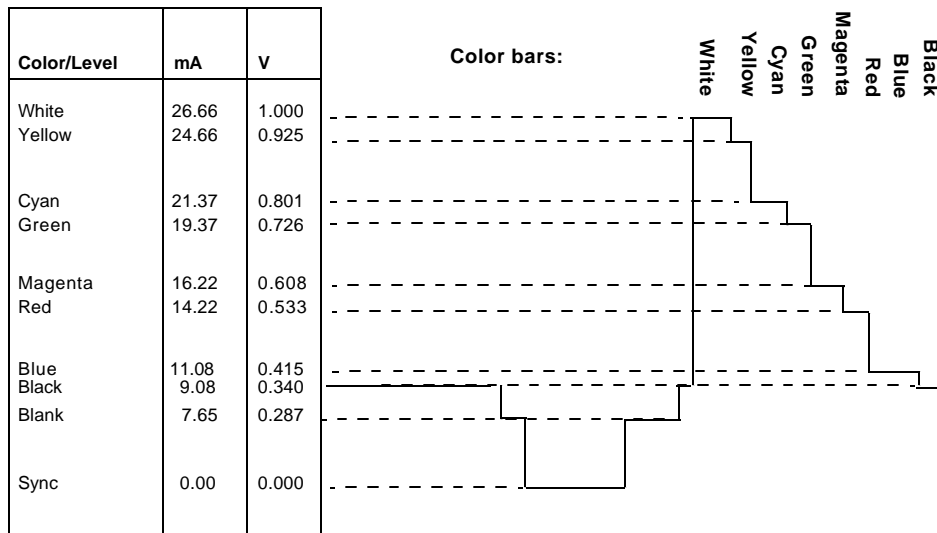 Color/Level mA V
White 26.66 1.000
Yellow 24.66 0.925
Cyan 21.37 0.801
Green 19.37 0.726
Magenta 16.22 0.608
Red 14.22 0.533
Blue 11.08 0.415
Black 9.08 0.340
Blank 7.65 0.287
Sync 0.00 0.000
Color bars:
White
Yellow
Cyan
Green
Magenta
Red
Blue
Black